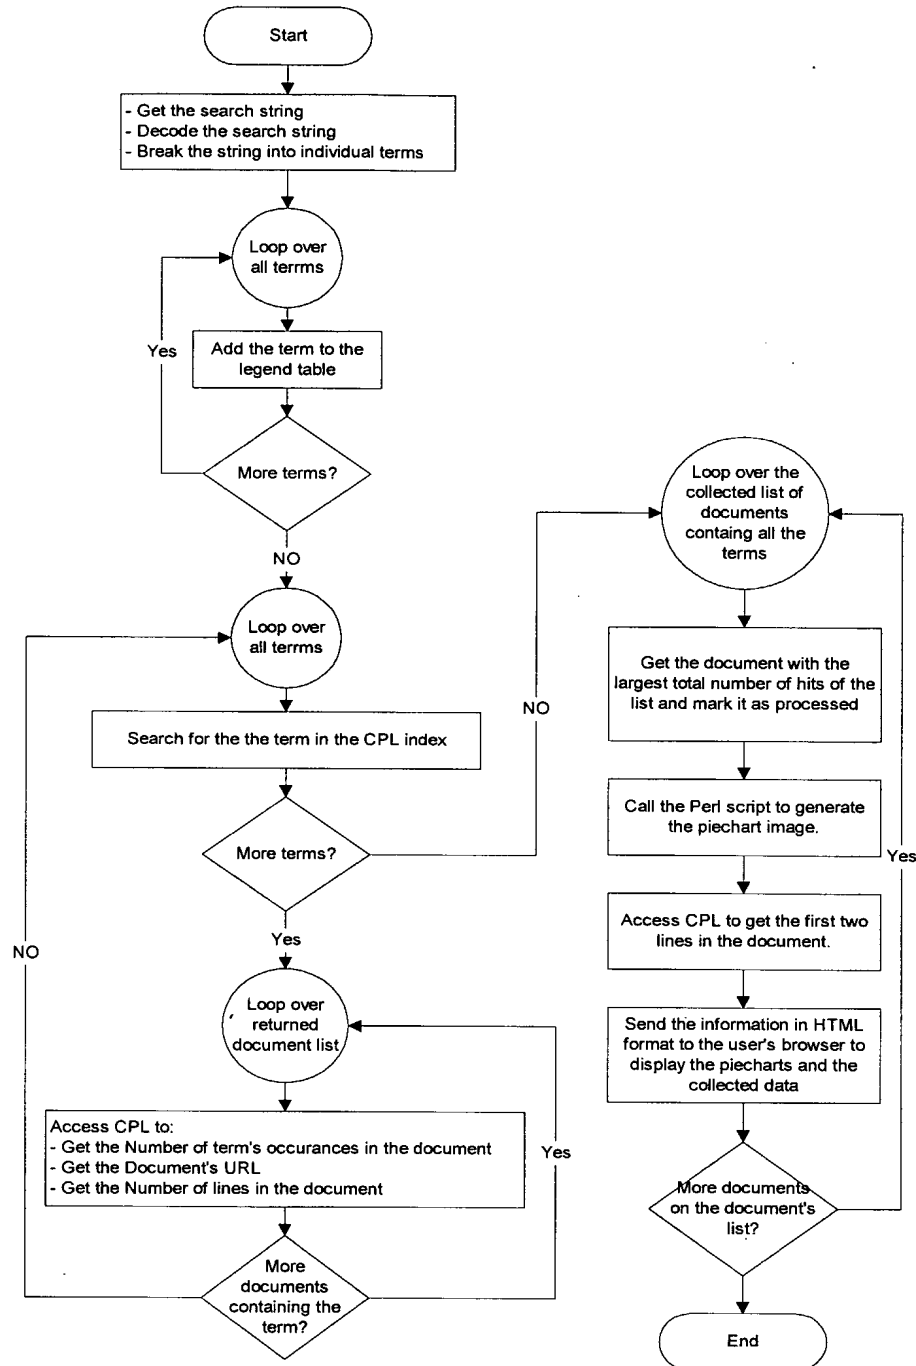 Start
- Get the search string
- Decode the search string
- Break the string into individual terms
Loop over
all terrms
Add the term to the
legend table
Yes
More terms?
NO
Loop over
all terrms
Search for the the term in the CPL index
More terms?
NO
Yes
Loop over
returned
document list
Access CPL to:
- Get the Number of term's occurances in the document
- Get the Document's URL
- Get the Number of lines in the document
Yes
NO
More
documents
containing the
term?
Loop over the
collected list of
documents
containg all the
terms
Get the document with the
largest total number of hits of the
list and mark it as processed
Call the Perl script to generate
the piechart image.
Yes
Access CPL to get the first two
lines in the document.
Send the information in HTML
format to the user's browser to
display the piecharts and the
collected data
More documents
on the document's
list?
End